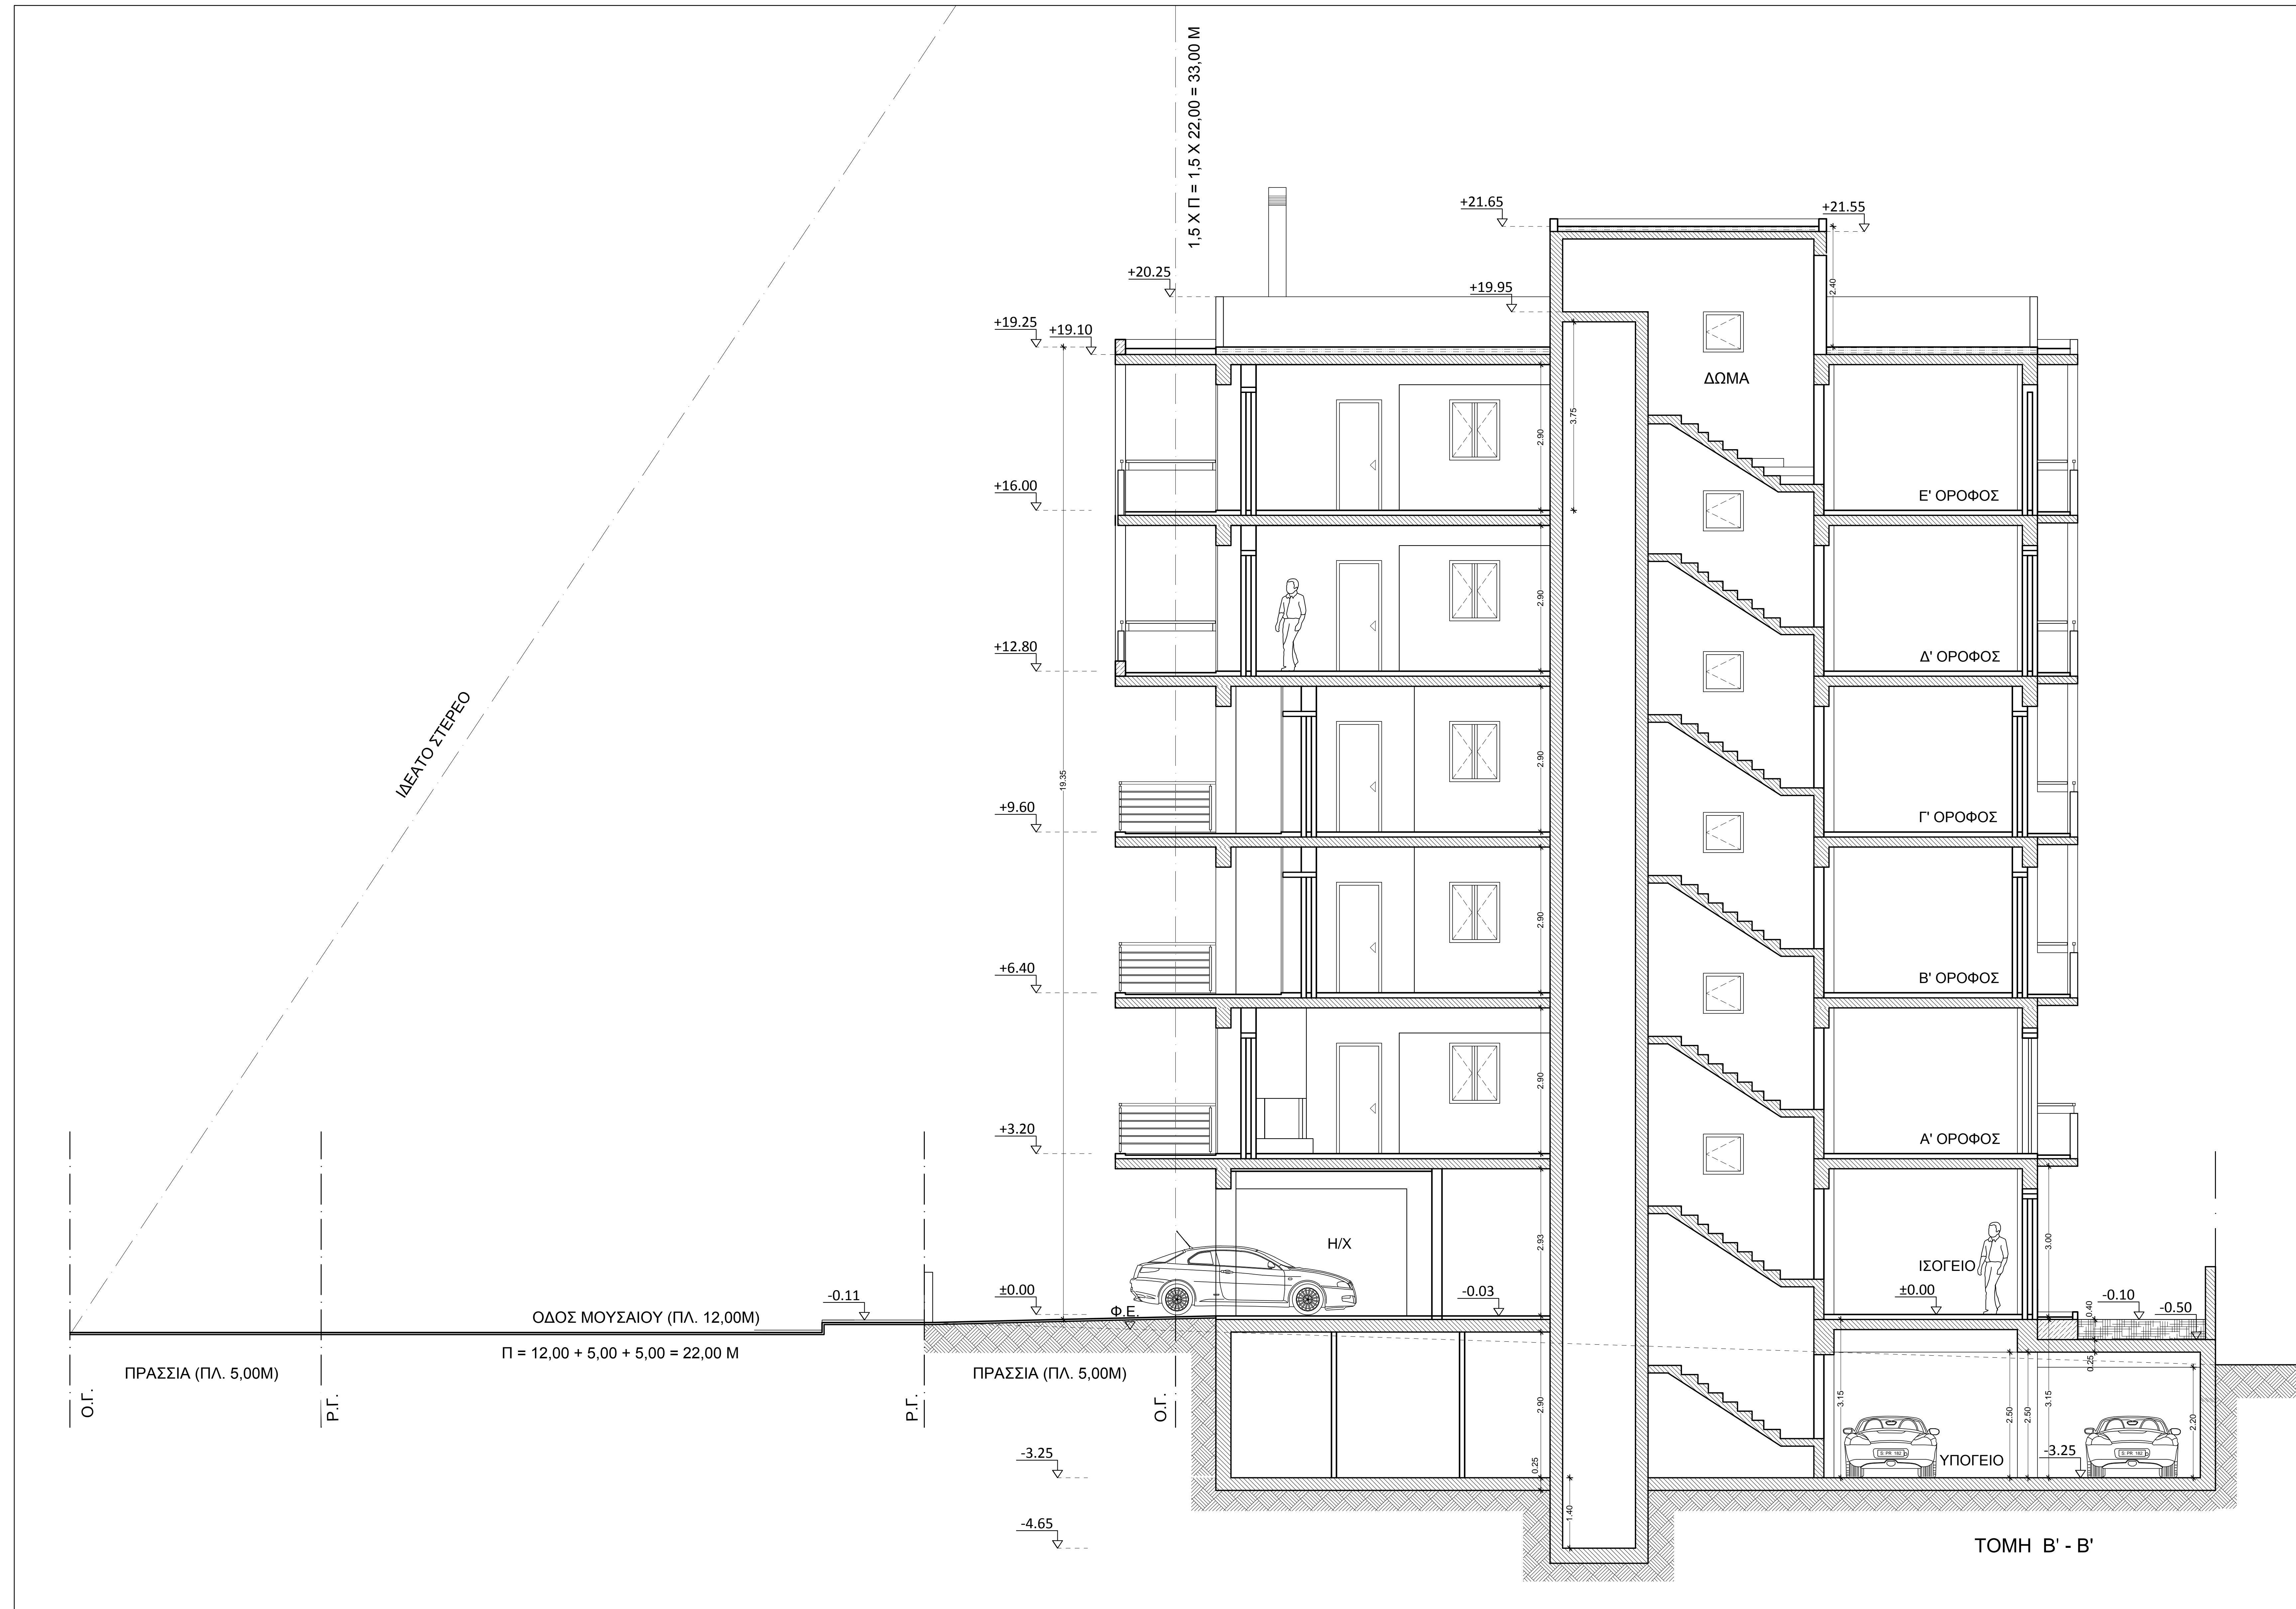 1,5 Χ Π = 1,5 Χ 22,00 = 33,00 Μ
+21.65
+21.55
+20.25
+19.95
2.40
+19.25
+19.10
ΔΩΜΑ
3.75
2.90
+16.00
Ε' ΟΡΟΦΟΣ
2.90
+12.80
Δ' ΟΡΟΦΟΣ
ΙΔΕΑΤΟ ΣΤΕΡΕΟ
19.35
2.90
+9.60
Γ' ΟΡΟΦΟΣ
2.90
+6.40
Β' ΟΡΟΦΟΣ
2.90
+3.20
Α' ΟΡΟΦΟΣ
Η/Χ
2.93
3.00
ΙΣΟΓΕΙΟ
-0.11
±0.00
-0.03
±0.00
-0.10
-0.50
0.40
Φ.Ε.
ΟΔΟΣ ΜΟΥΣΑΙΟΥ (ΠΛ. 12,00Μ)
Π = 12,00 + 5,00 + 5,00 = 22,00 Μ
ΠΡΑΣΣΙΑ (ΠΛ. 5,00Μ)
ΠΡΑΣΣΙΑ (ΠΛ. 5,00Μ)
0.25
Ο.Γ.
Ρ.Γ.
Ρ.Γ.
Ο.Γ.
2.90
3.15
2.50
2.50
3.15
2.20
-3.25
0.25
S PR 182
ΥΠΟΓΕΙΟ
-3.25
S PR 182
1.40
-4.65
ΤΟΜΗ Β' - Β'